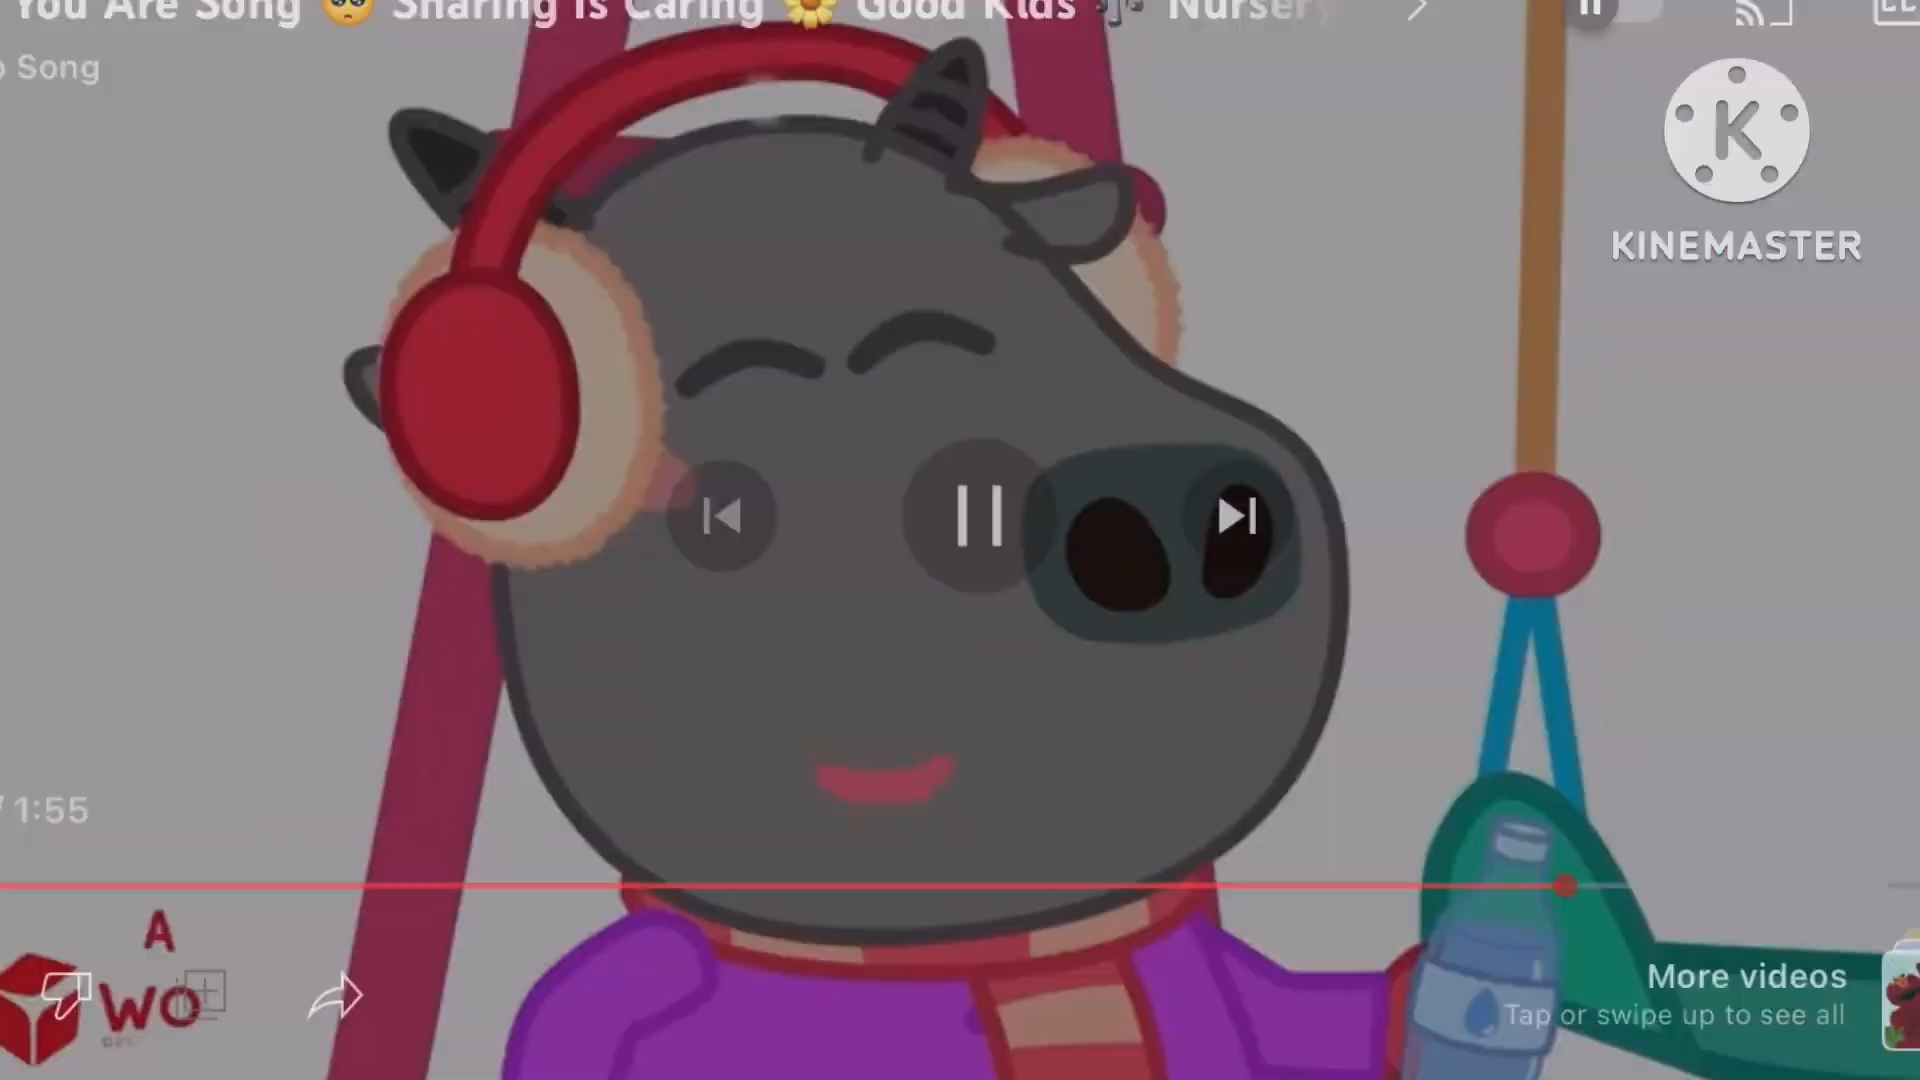 You Are Song 🥺 Sharing Is Caring 🌼 Good Kids 🎶 Nursery
Song
K
KINEMASTER
/ 1:55
A
WO
More videos
Tap or swipe up to see all